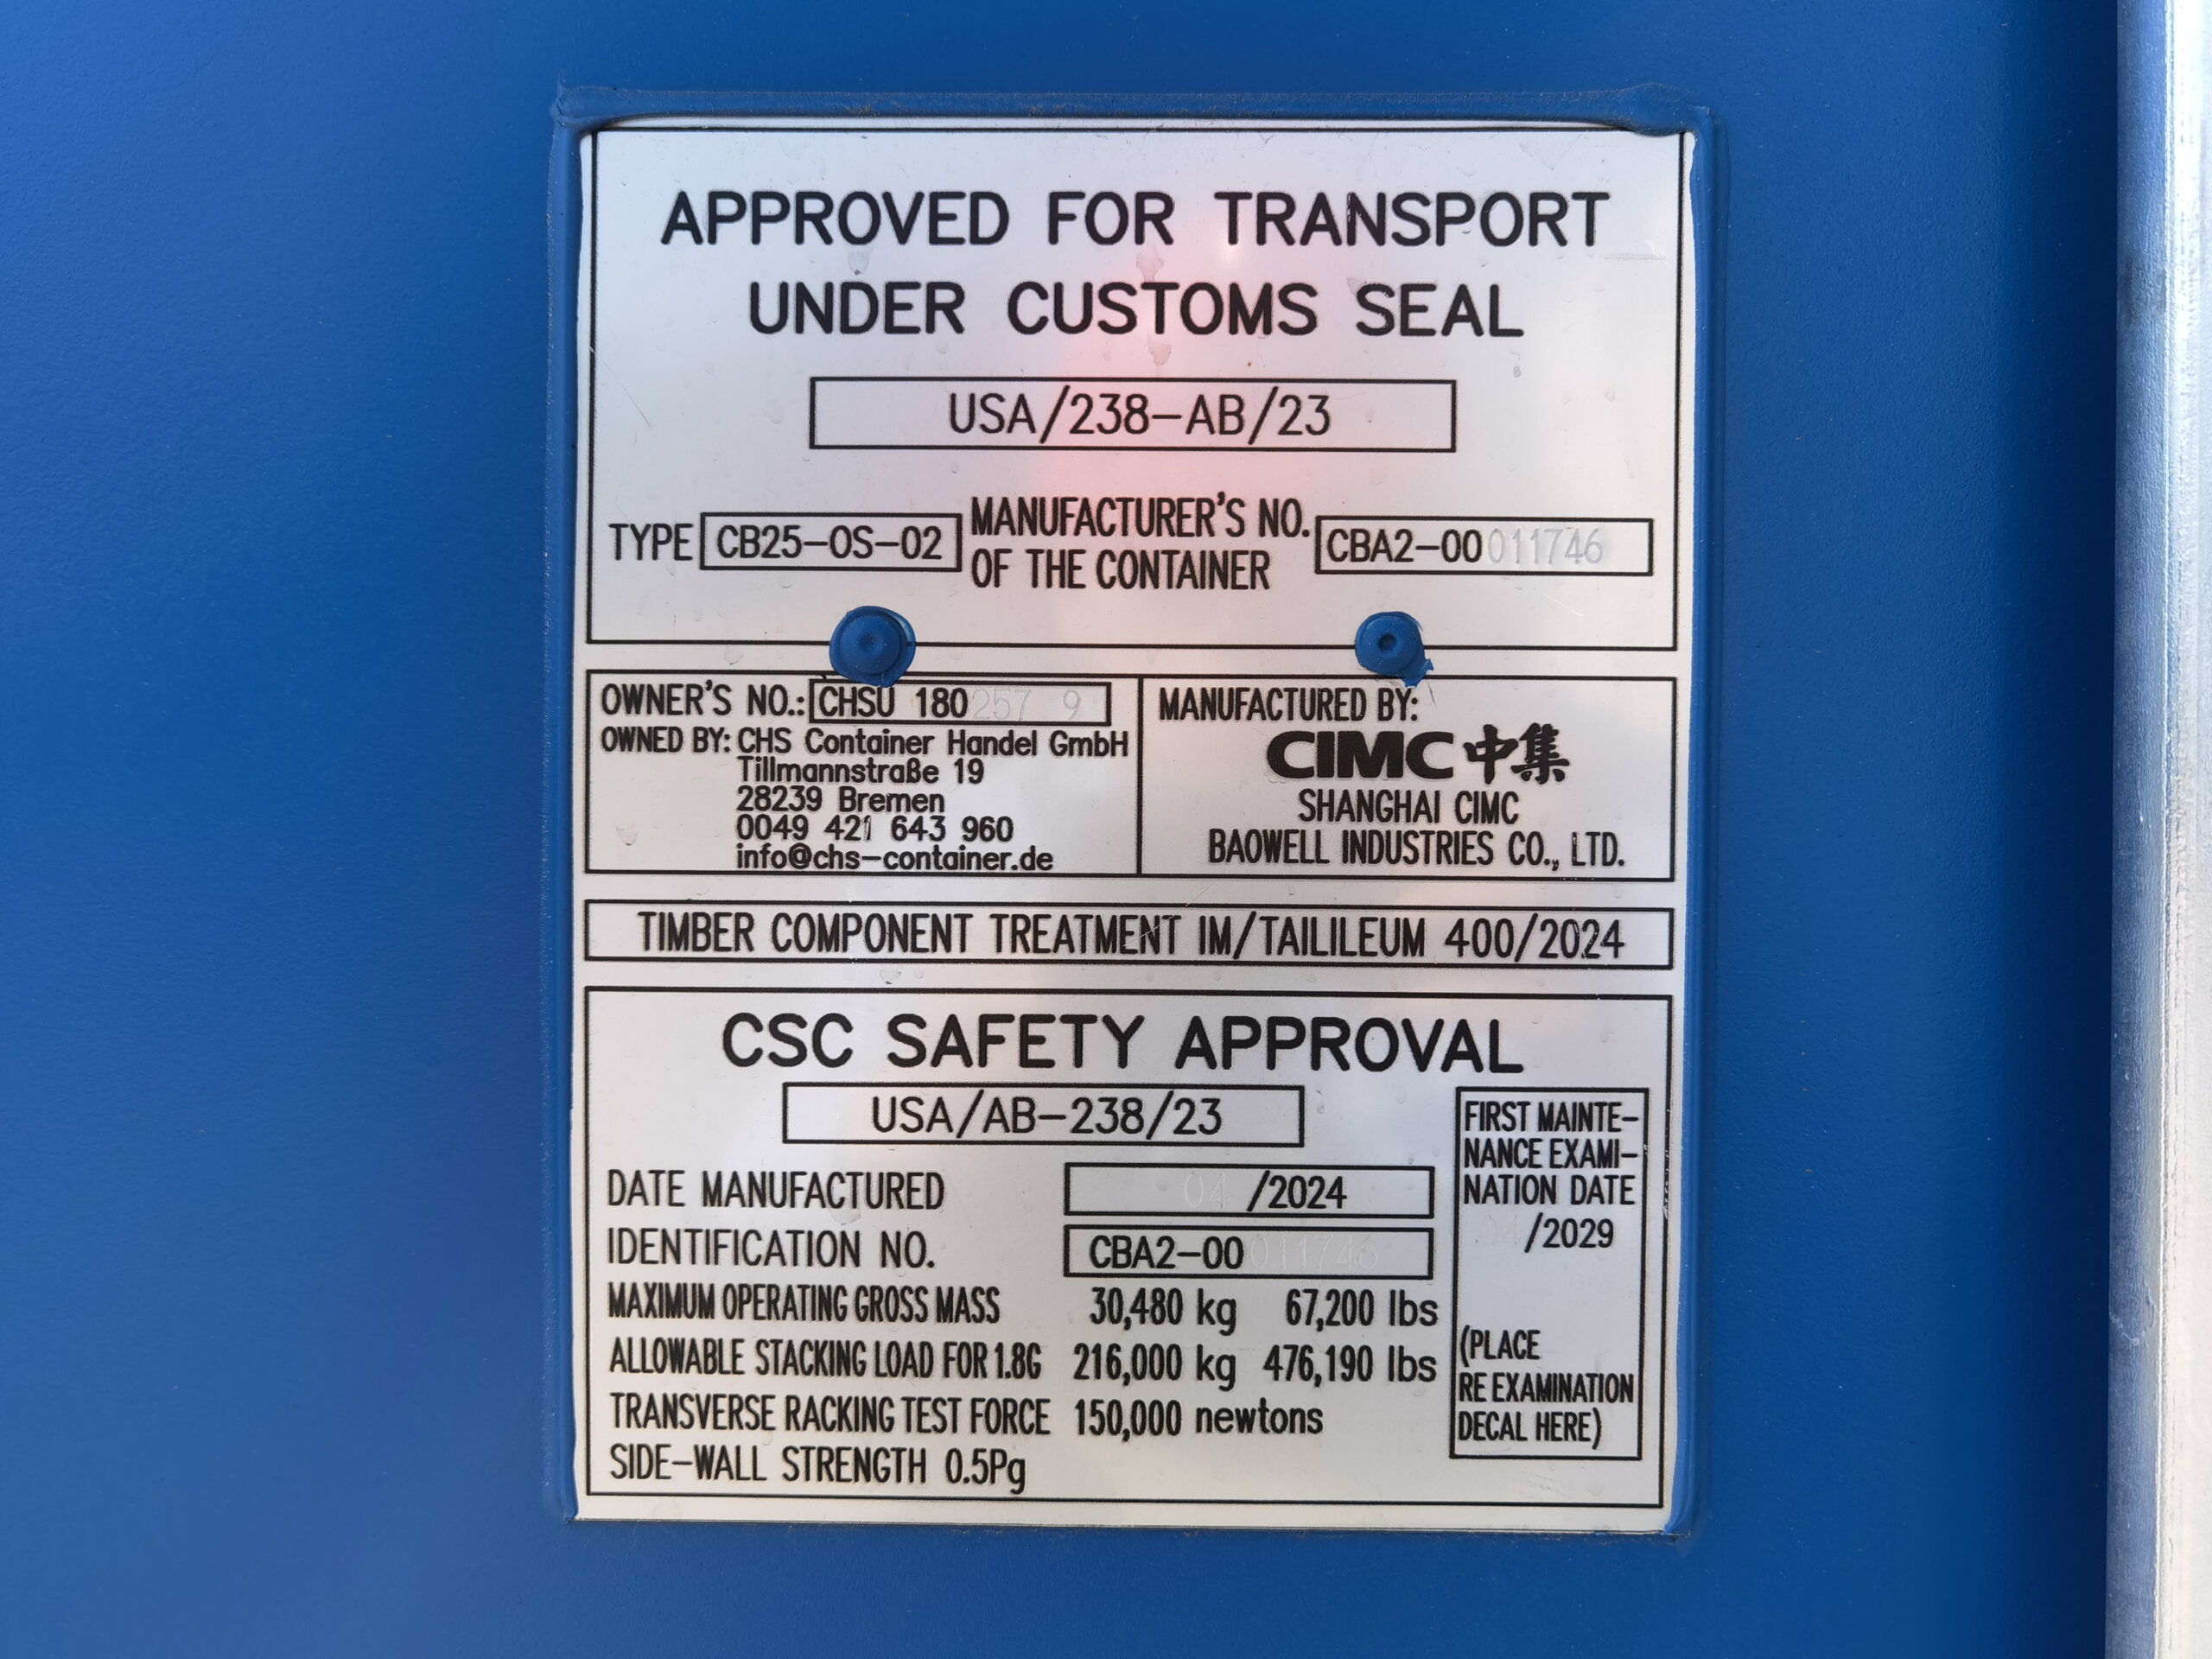 APPROVED FOR TRANSPORT
UNDER CUSTOMS SEAL
USA/238-AB/23
TYPE CB25-OS-02
MANUFACTURER'S NO.
OF THE CONTAINER
CBA2-00011746
OWNER'S NO.: CHSU 180257 9
OWNED BY: CHS Container Handel GmbH
Tillmannstraße 19
28239 Bremen
0049 421 643 960
info@chs-container.de
MANUFACTURED BY:
CIMC 中集
SHANGHAI CIMC
BAOWELL INDUSTRIES CO., LTD.
TIMBER COMPONENT TREATMENT IM/TAILILEUM 400/2024
CSC SAFETY APPROVAL
USA/AB-238/23
DATE MANUFACTURED 04 /2024
IDENTIFICATION NO. CBA2-00011746
MAXIMUM OPERATING GROSS MASS 30,480 kg 67,200 lbs
ALLOWABLE STACKING LOAD FOR 1.8G 216,000 kg 476,190 lbs
TRANSVERSE RACKING TEST FORCE 150,000 newtons
SIDE-WALL STRENGTH 0.5Pg
FIRST MAINTE-
NANCE EXAMI-
NATION DATE
/2029
(PLACE
RE EXAMINATION
DECAL HERE)